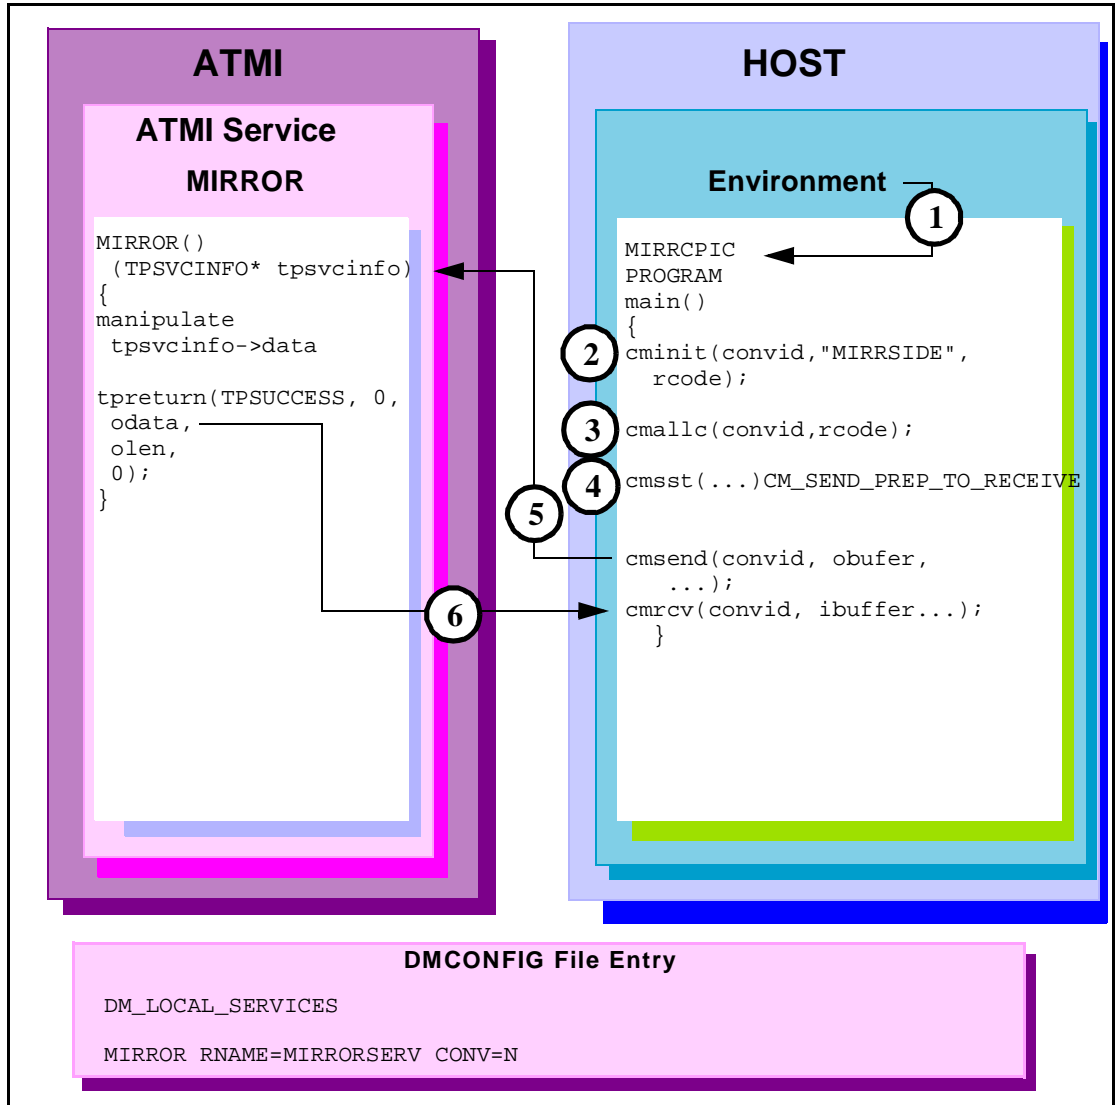 ATMI
ATMI Service
MIRROR
MIRROR()
(TPSVCINFO* tpsvcinfo)
{
manipulate
tpsvcinfo->data
tpreturn(TPSUCCESS, 0,
odata,
olen,
0);
}
HOST
Environment
1
MIRRCPIC
PROGRAM
main()
{
2
cminit(convid,"MIRRSIDE",
rcode);
3
cmallc(convid,rcode);
4
cmsst(...)CM_SEND_PREP_TO_RECEIVE
5
cmsend(convid, obufer,
...);
6
cmrcv(convid, ibuffer...);
}
DMCONFIG File Entry
DM_LOCAL_SERVICES
MIRROR RNAME=MIRRORSERV CONV=N